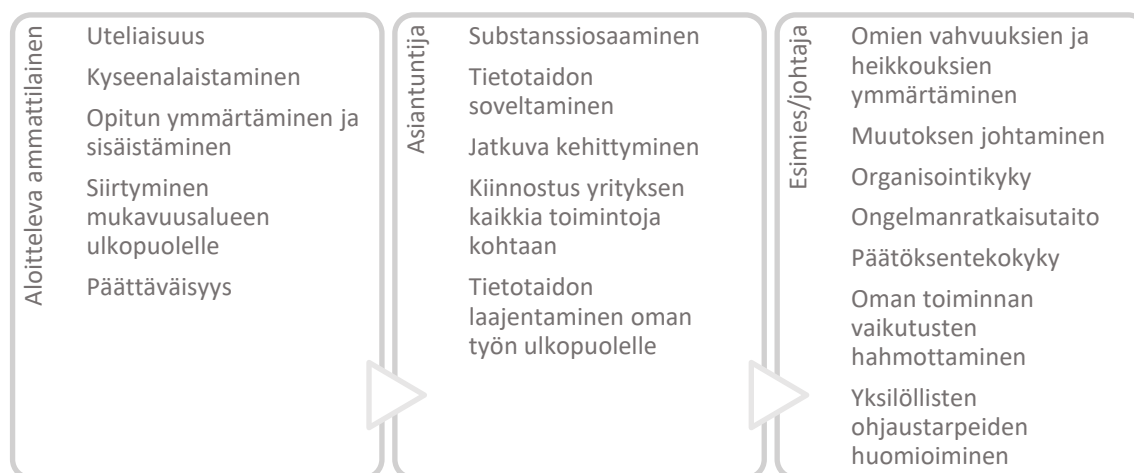 Aloitteleva ammattilainen
Uteliaisuus
Kyseenalaistaminen
Opitun ymmärtäminen ja
sisäistäminen
Siirtyminen
mukavuusalueen
ulkopuolelle
Päättäväisyys
Asiantuntija
Substanssiosaaminen
Tietotaidon
soveltaminen
Jatkuva kehittyminen
Kiinnostus yrityksen
kaikkia toimintoja
kohtaan
Tietotaidon
laajentaminen oman
työn ulkopuolelle
Esimies/johtaja
Omien vahvuuksien ja
heikkouksien
ymmärtäminen
Muutoksen johtaminen
Organisointikyky
Ongelmanratkaisutaito
Päätöksentekokyky
Oman toiminnan
vaikutusten
hahmottaminen
Yksilöllisten
ohjaustarpeiden
huomioiminen